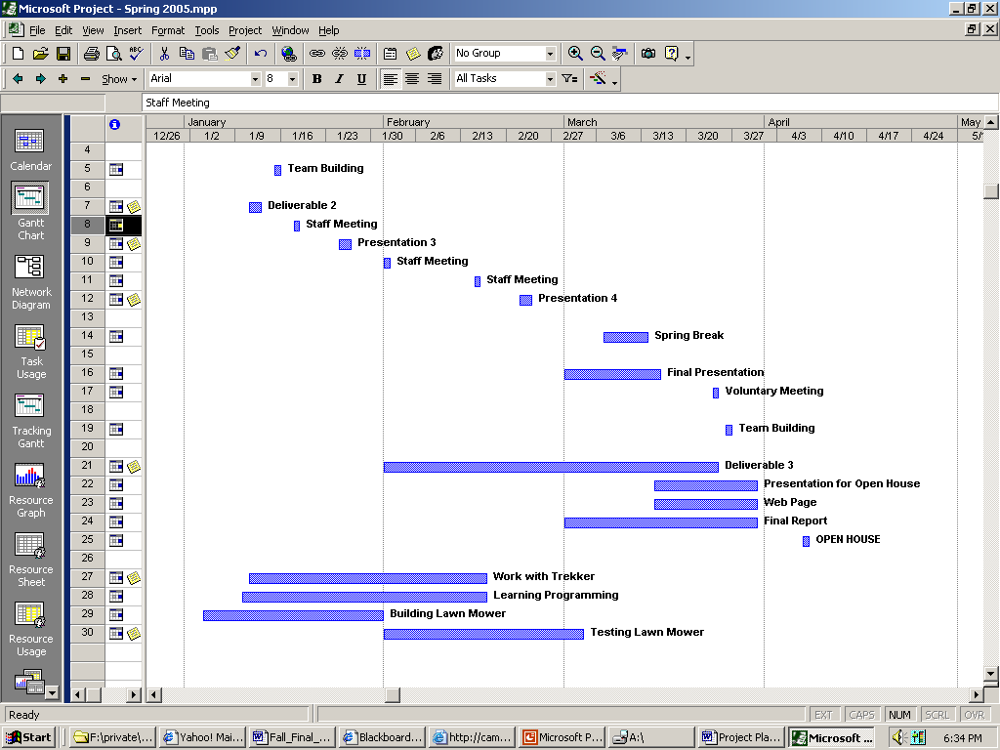 Microsoft Project - Spring 2005.mpp
File Edit View Insert Format Tools Project Window Help
No Group
Show Arial 8 B I U All Tasks
Staff Meeting
January February March April May
12/26 1/2 1/9 1/16 1/23 1/30 2/6 2/13 2/20 2/27 3/6 3/13 3/20 3/27 4/3 4/10 4/17 4/24 5/
4
5 Team Building
6
7 Deliverable 2
8 Staff Meeting
9 Presentation 3
10 Staff Meeting
11 Staff Meeting
12 Presentation 4
13
14 Spring Break
15
16 Final Presentation
17 Voluntary Meeting
18
19 Team Building
20
21 Deliverable 3
22 Presentation for Open House
23 Web Page
24 Final Report
25 OPEN HOUSE
26
27 Work with Trekker
28 Learning Programming
29 Building Lawn Mower
30 Testing Lawn Mower
Calendar
Gantt
Chart
Network
Diagram
Task
Usage
Tracking
Gantt
Resource
Graph
Resource
Sheet
Resource
Usage
Ready EXT CAPS NUM SCRL OVR
Start F:\private\... Yahoo! Mai... Fall_Final_... Blackboard... http://cam... Microsoft P... A:\ Project Pla... Microsoft ... 6:34 PM